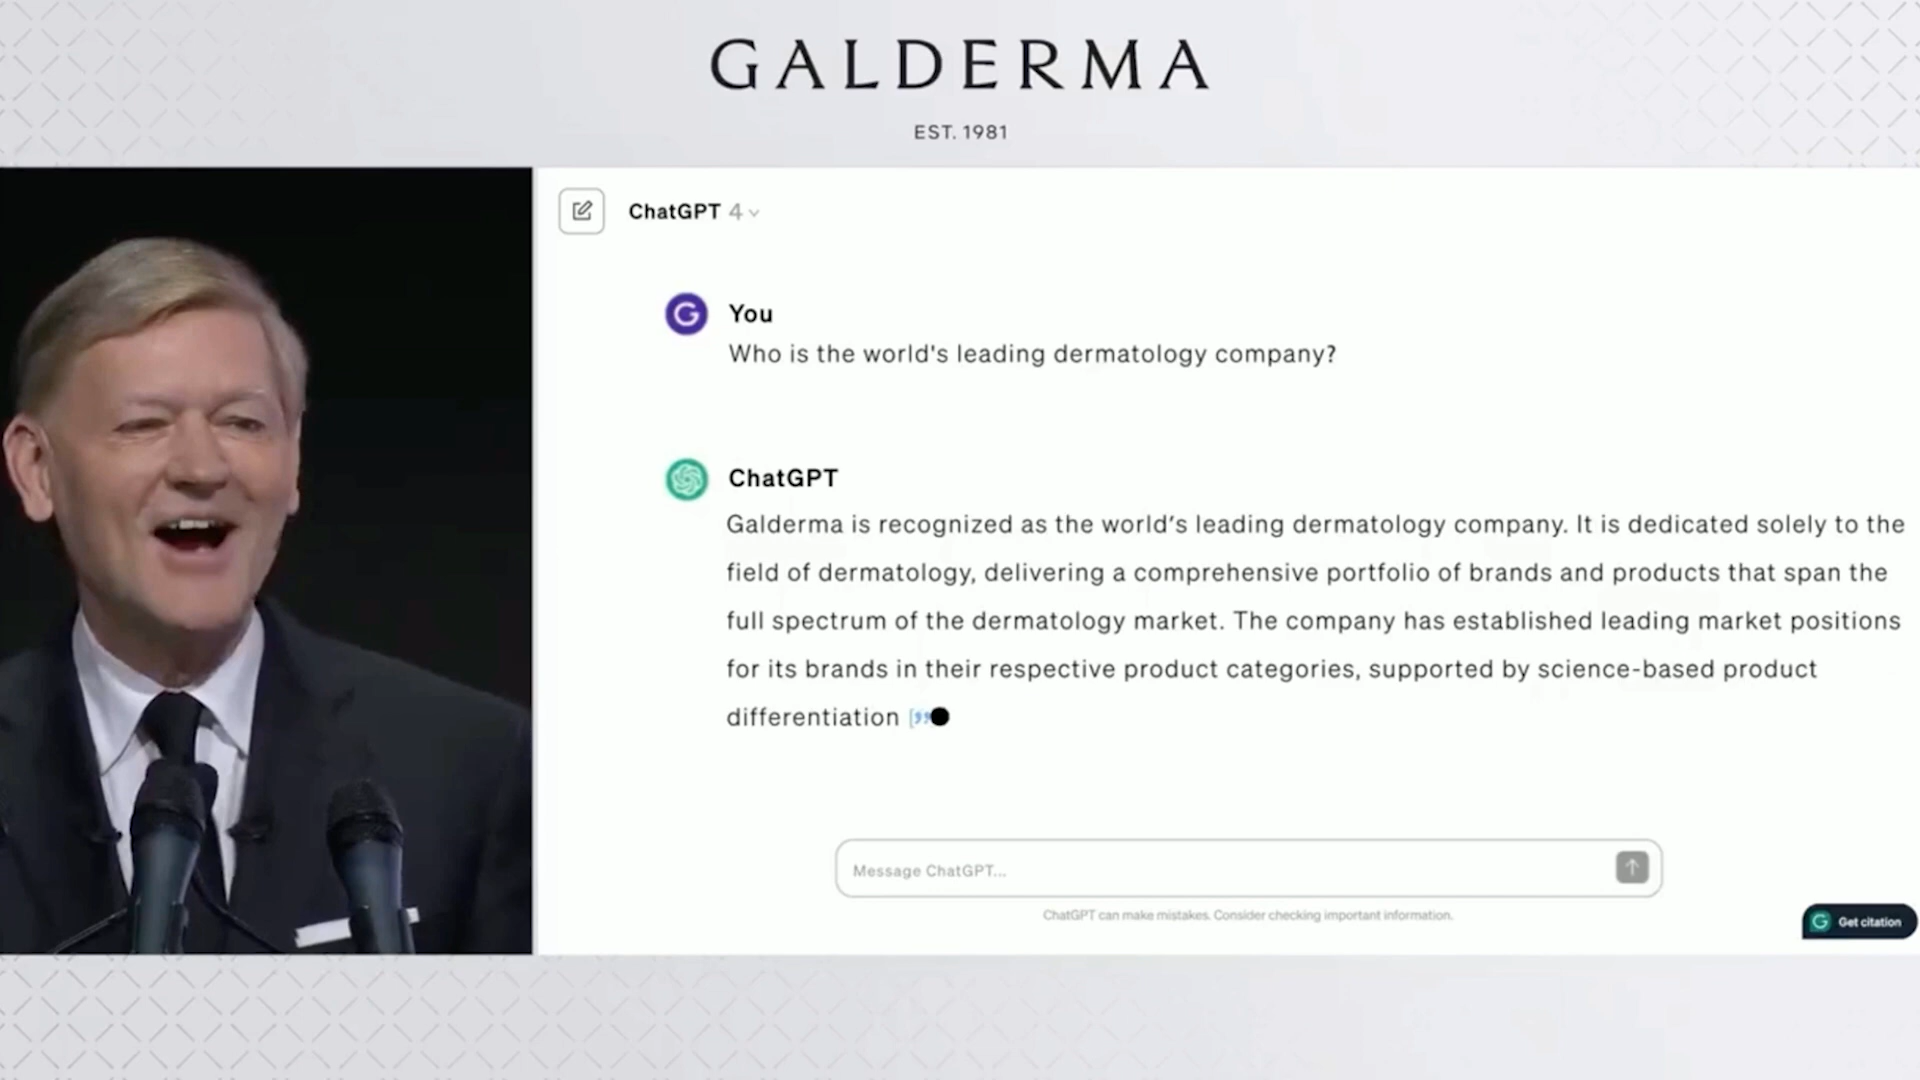 GALDERMA
EST. 1981
ChatGPT 4
You
Who is the world's leading dermatology company?
ChatGPT
Galderma is recognized as the world’s leading dermatology company. It is dedicated solely to the
field of dermatology, delivering a comprehensive portfolio of brands and products that span the
full spectrum of the dermatology market. The company has established leading market positions
for its brands in their respective product categories, supported by science-based product
differentiation
Message ChatGPT...
ChatGPT can make mistakes. Consider checking important information.
G Get citation